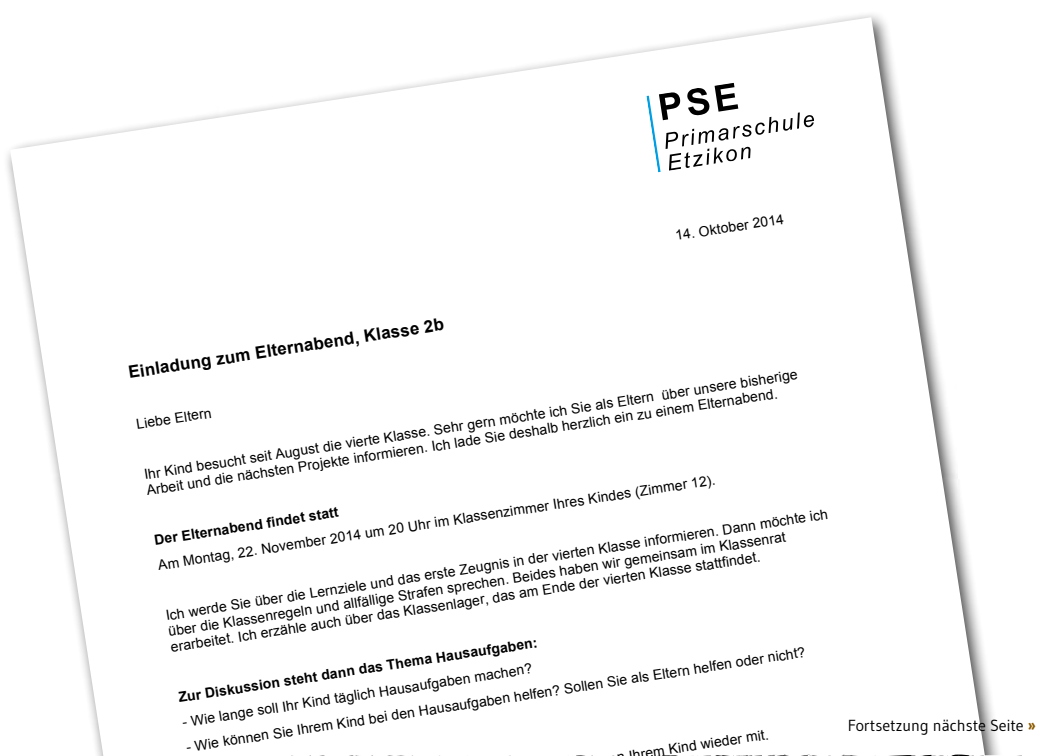 PSE
Primarschule
Etzikon
14. Oktober 2014
Einladung zum Elternabend, Klasse 2b
Liebe Eltern
Ihr Kind besucht seit August die vierte Klasse. Sehr gern möchte ich Sie als Eltern über unsere bisherige
Arbeit und die nächsten Projekte informieren. Ich lade Sie deshalb herzlich ein zu einem Elternabend.
Der Elternabend findet statt
Am Montag, 22. November 2014 um 20 Uhr im Klassenzimmer Ihres Kindes (Zimmer 12).
Ich werde Sie über die Lernziele und das erste Zeugnis in der vierten Klasse informieren. Dann möchte ich
über die Klassenregeln und allfällige Strafen sprechen. Beides haben wir gemeinsam im Klassenrat
erarbeitet. Ich erzähle auch über das Klassenlager, das am Ende der vierten Klasse stattfindet.
Zur Diskussion steht dann das Thema Hausaufgaben:
- Wie lange soll Ihr Kind täglich Hausaufgaben machen?
- Wie können Sie Ihrem Kind bei den Hausaufgaben helfen? Sollen Sie als Eltern helfen oder nicht?
Ihrem Kind wieder mit.
Fortsetzung nächste Seite »